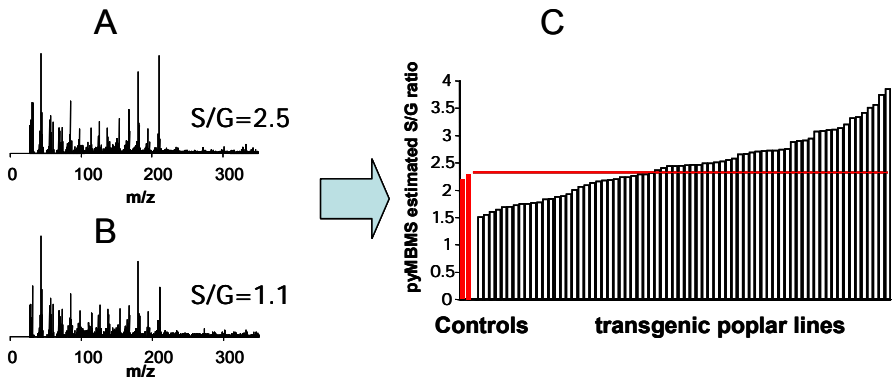 A
S/G=2.5
0 100 200 300
m/z
B
S/G=1.1
0 100 200 300
m/z
C
pyMBMS estimated S/G ratio
4
3.5
3
2.5
2
1.5
1
0.5
0
Controls transgenic poplar lines